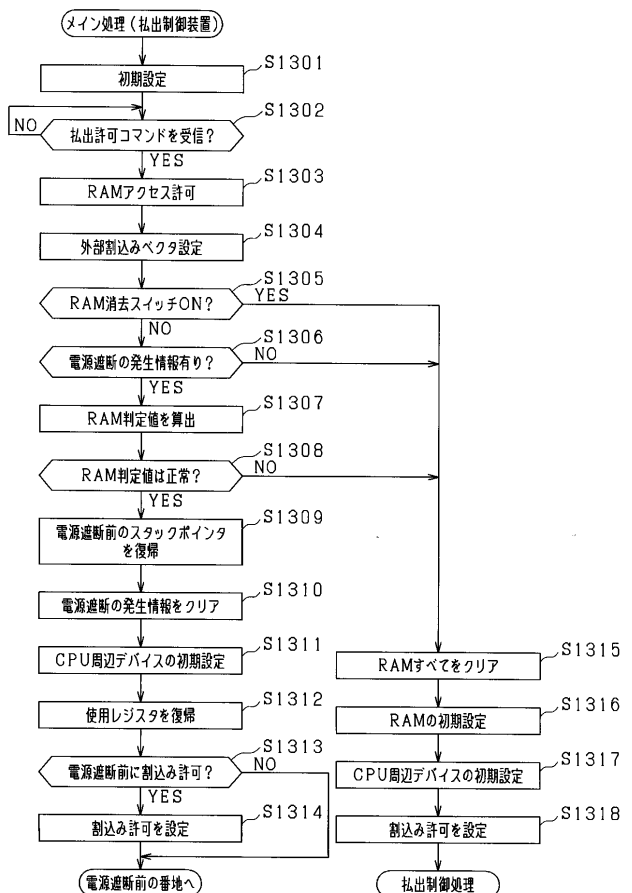 メイン処理(払出制御装置)
S1301
初期設定
S1302
NO
払出許可コマンドを受信?
YES
S1303
RAMアクセス許可
S1304
外部割込みベクタ設定
S1305
RAM消去スイッチON?
YES
NO
S1306
電源遮断の発生情報有り?
NO
YES
S1307
RAM判定値を算出
S1308
RAM判定値は正常?
NO
YES
S1309
電源遮断前のスタックポインタ
を復帰
S1310
電源遮断の発生情報をクリア
S1311
CPU周辺デバイスの初期設定
S1312
使用レジスタを復帰
S1313
電源遮断前に割込み許可?
NO
YES
S1314
割込み許可を設定
電源遮断前の番地へ
S1315
RAMすべてをクリア
S1316
RAMの初期設定
S1317
CPU周辺デバイスの初期設定
S1318
割込み許可を設定
払出制御処理